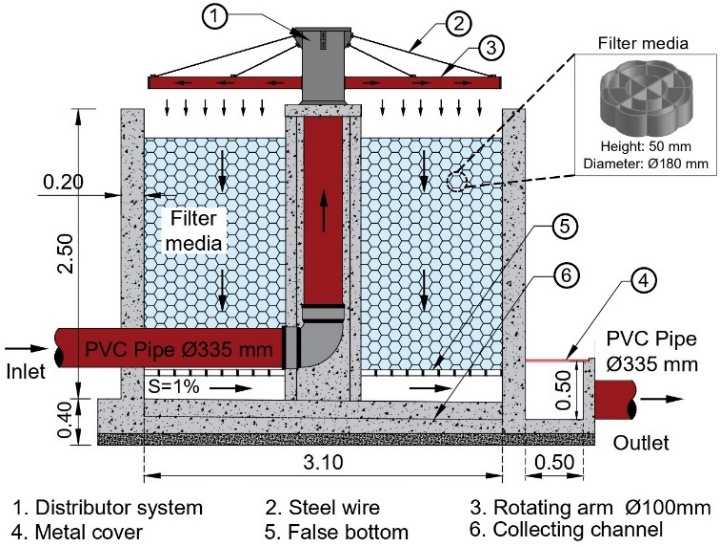 1
2
3
Filter media
Height: 50 mm
Diameter: Ø180 mm
0.20
2.50
Filter
media
5
6
4
PVC Pipe Ø335 mm
PVC Pipe
Ø335 mm
Inlet
S=1%
0.50
0.40
Outlet
3.10
0.50
1. Distributor system
2. Steel wire
3. Rotating arm Ø100mm
4. Metal cover
5. False bottom
6. Collecting channel